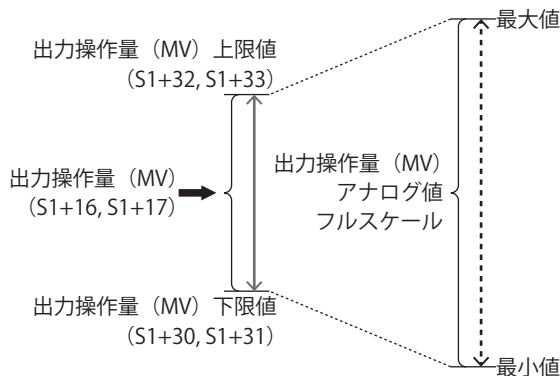 最大値
出力操作量（MV）上限値
（S1+32, S1+33）
出力操作量（MV）
（S1+16, S1+17）
出力操作量（MV）
アナログ値
フルスケール
出力操作量（MV）下限値
（S1+30, S1+31）
最小値